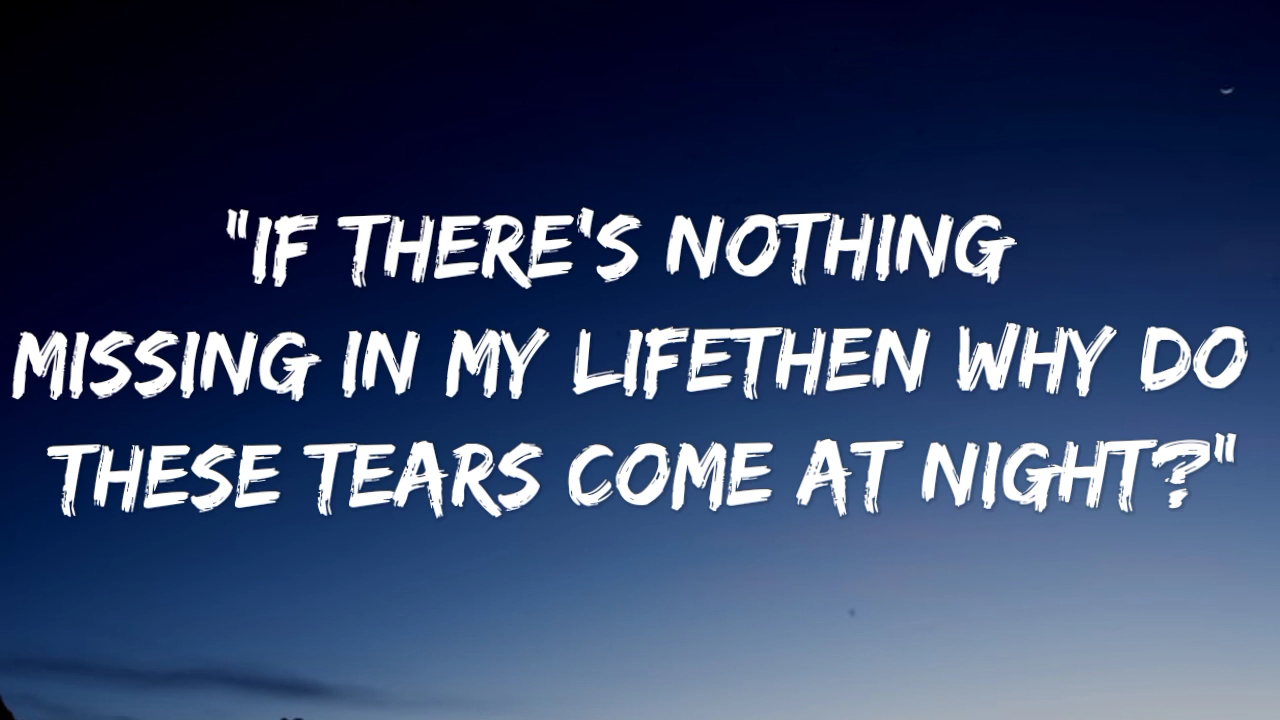 "IF THERE'S NOTHING
MISSING IN MY LIFETHEN WHY DO
THESE TEARS COME AT NIGHT?"